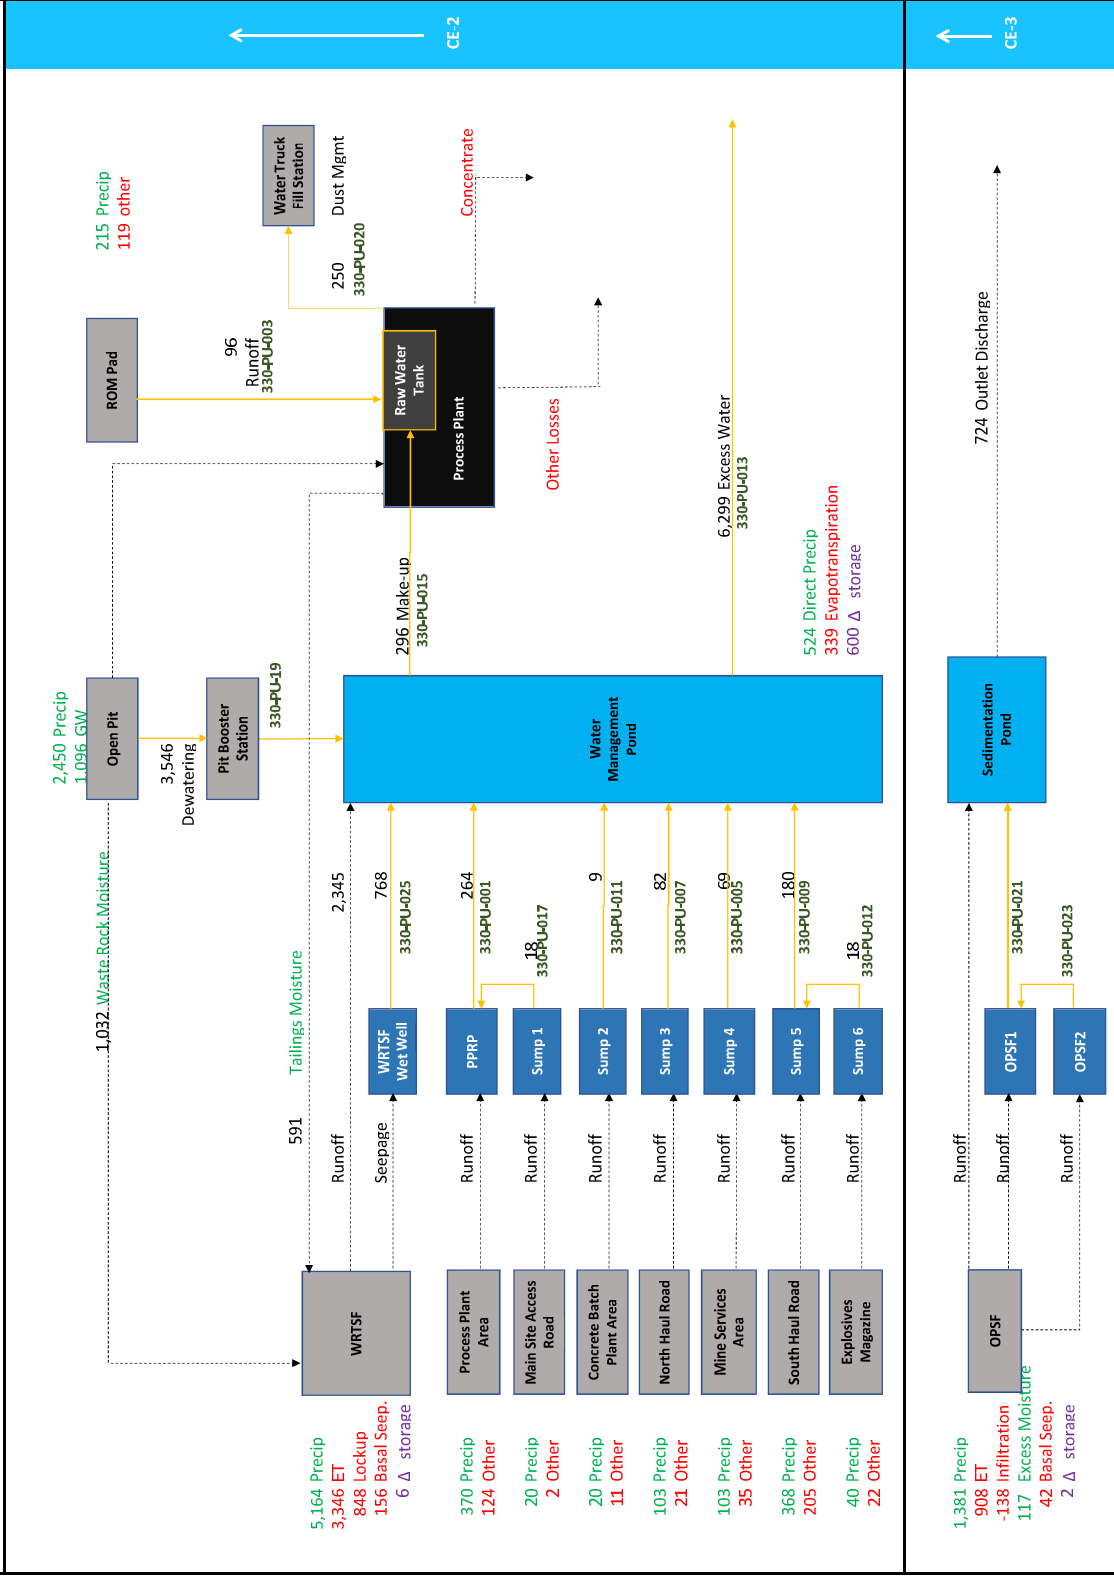 5,164 Precip
3,346 ET
848 Lockup
156 Basal Seep.
6 Δ storage
WRTSF
1,032 Waste Rock Moisture
591
Tailings Moisture
Runoff
2,345
Seepage
WRTSF
Wet Well
768
330-PU-025
2,450 Precip
1,096 GW
Open Pit
3,546
Dewatering
Pit Booster
Station
330-PU-19
ROM Pad
215 Precip
119 other
96
Runoff
330-PU-003
Water Truck
Fill Station
Dust Mgmt
250
330-PU-020
Raw Water
Tank
Process Plant
296 Make-up
330-PU-015
Concentrate
Other Losses
370 Precip
124 Other
Process Plant
Area
Runoff
PPRP
264
330-PU-001
20 Precip
2 Other
Main Site Access
Road
Runoff
Sump 1
18
330-PU-017
20 Precip
11 Other
Concrete Batch
Plant Area
Runoff
Sump 2
9
330-PU-011
103 Precip
21 Other
North Haul Road
Runoff
Sump 3
82
330-PU-007
103 Precip
35 Other
Mine Services
Area
Runoff
Sump 4
69
330-PU-005
368 Precip
205 Other
South Haul Road
Runoff
Sump 5
180
330-PU-009
40 Precip
22 Other
Explosives
Magazine
Runoff
Sump 6
18
330-PU-012
Water
Management
Pond
6,299 Excess Water
330-PU-013
524 Direct Precip
339 Evapotranspiration
600 Δ storage
CE-2
1,381 Precip
908 ET
-138 Infiltration
117 Excess Moisture
42 Basal Seep.
2 Δ storage
OPSF
Runoff
Runoff
Runoff
OPSF1
330-PU-021
OPSF2
330-PU-023
Sedimentation
Pond
724 Outlet Discharge
CE-3